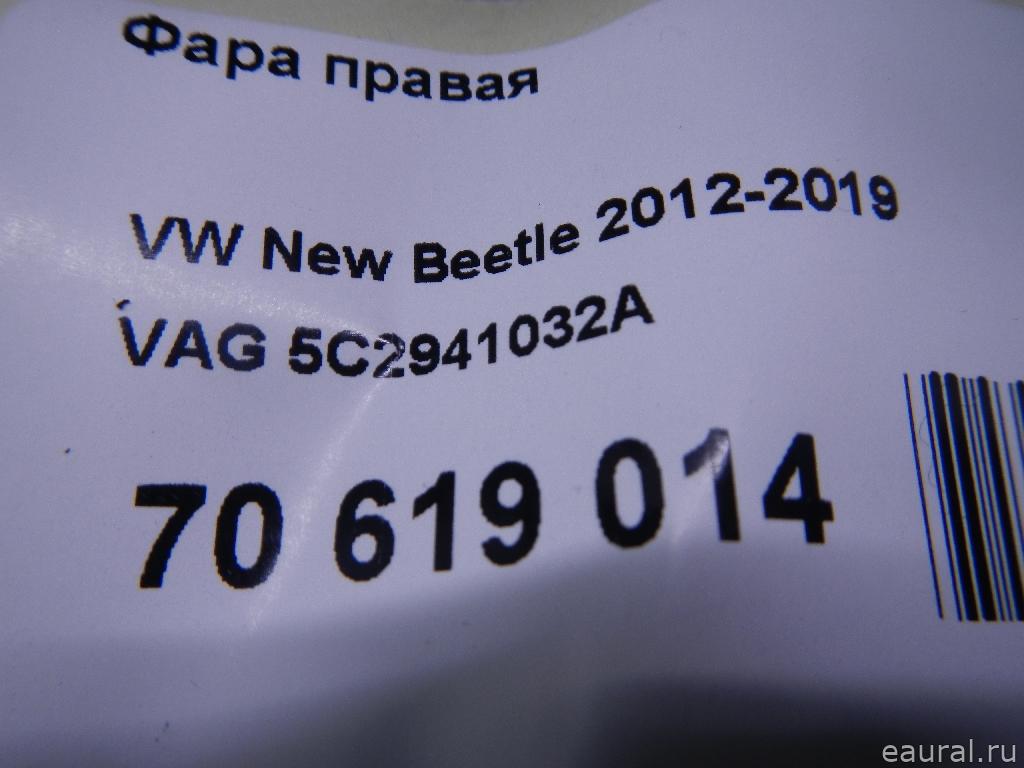 Фара правая
VW New Beetle 2012-2019
VAG 5C2941032A
70 619 014
eaural.ru